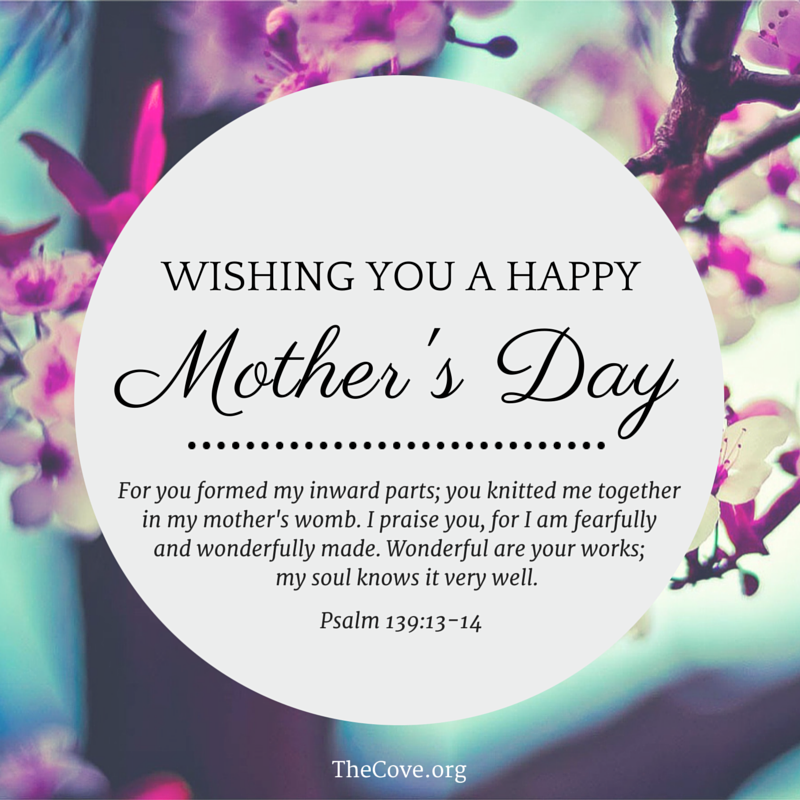 WISHING YOU A HAPPY
Mother's Day
For you formed my inward parts; you knitted me together
in my mother's womb. I praise you, for I am fearfully
and wonderfully made. Wonderful are your works;
my soul knows it very well.
Psalm 139:13-14
TheCove.org